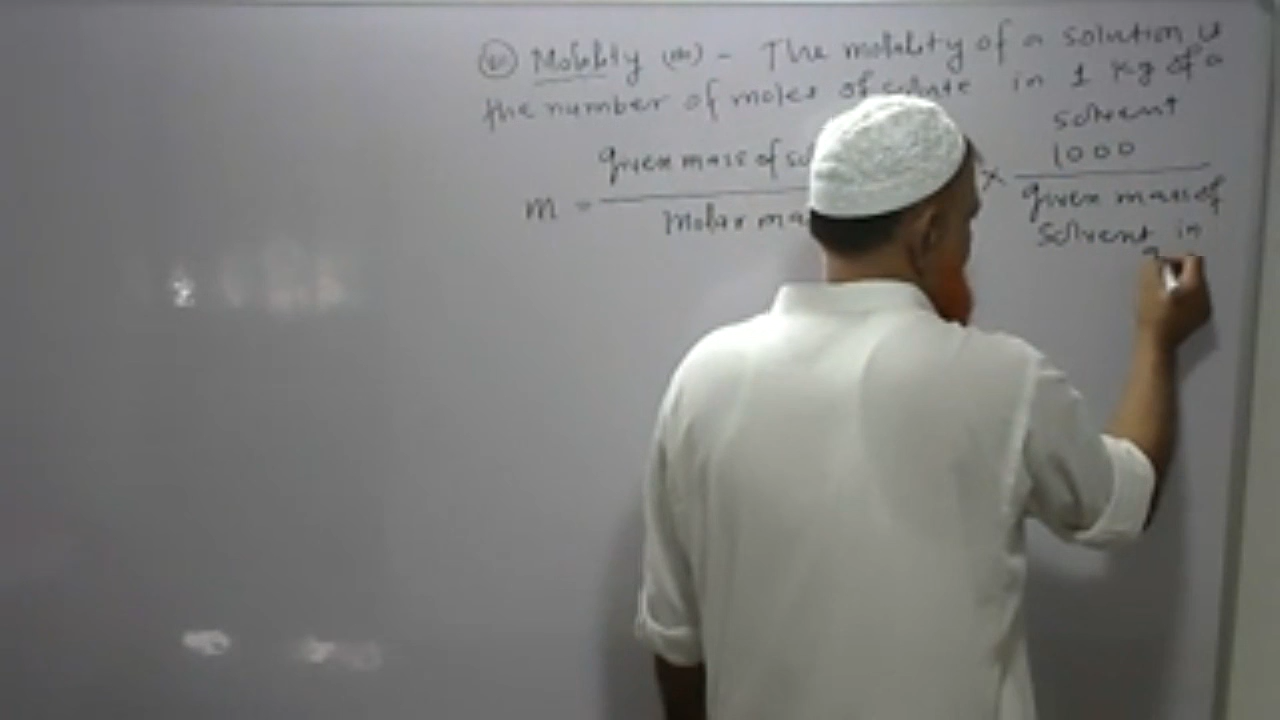 Molality (m) - The molality of a solution is
the number of moles of solute in 1 Kg of a
solvent
m = given mass of × 1000
Molar given mass of
solvent in